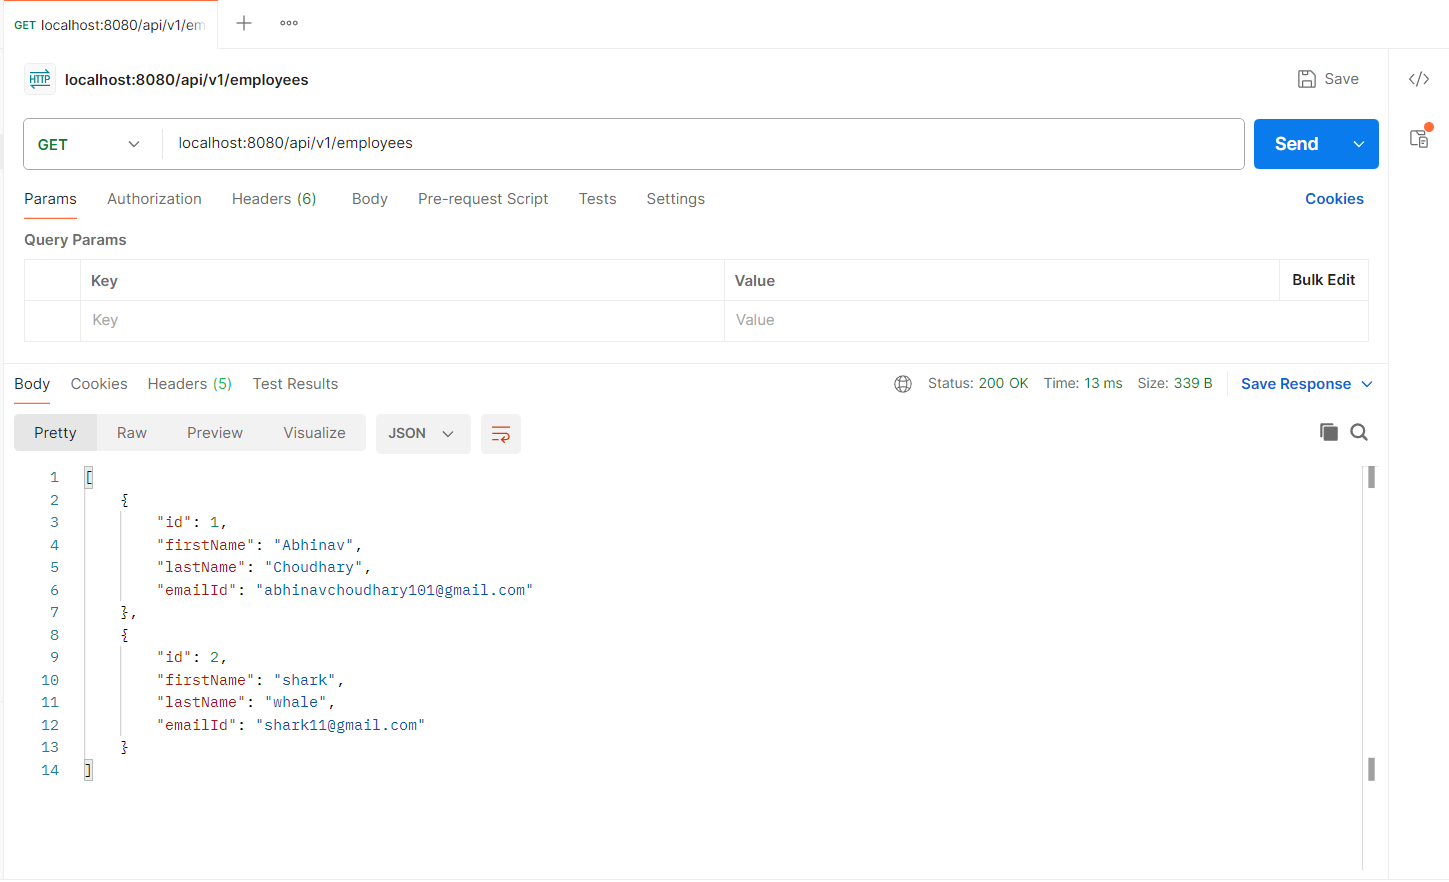 GET localhost:8080/api/v1/em
HTTP localhost:8080/api/v1/employees
Save
GET localhost:8080/api/v1/employees
Send
Params Authorization Headers (6) Body Pre-request Script Tests Settings
Cookies
Query Params
Key Value Bulk Edit
Key Value
Body Cookies Headers (5) Test Results
Status: 200 OK Time: 13 ms Size: 339 B Save Response
Pretty Raw Preview Visualize JSON
1 [
2 {
3 "id": 1,
4 "firstName": "Abhinav",
5 "lastName": "Choudhary",
6 "emailId": "abhinavchoudhary101@gmail.com"
7 },
8 {
9 "id": 2,
10 "firstName": "shark",
11 "lastName": "whale",
12 "emailId": "shark11@gmail.com"
13 }
14 ]